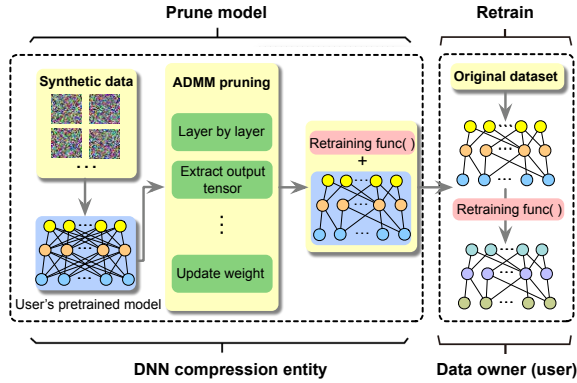 Prune model
Retrain
Synthetic data
...
ADMM pruning
Layer by layer
Extract output
tensor
⋮
Update weight
User's pretrained model
Retraining func( )
+
Original dataset
Retraining func( )
DNN compression entity
Data owner (user)